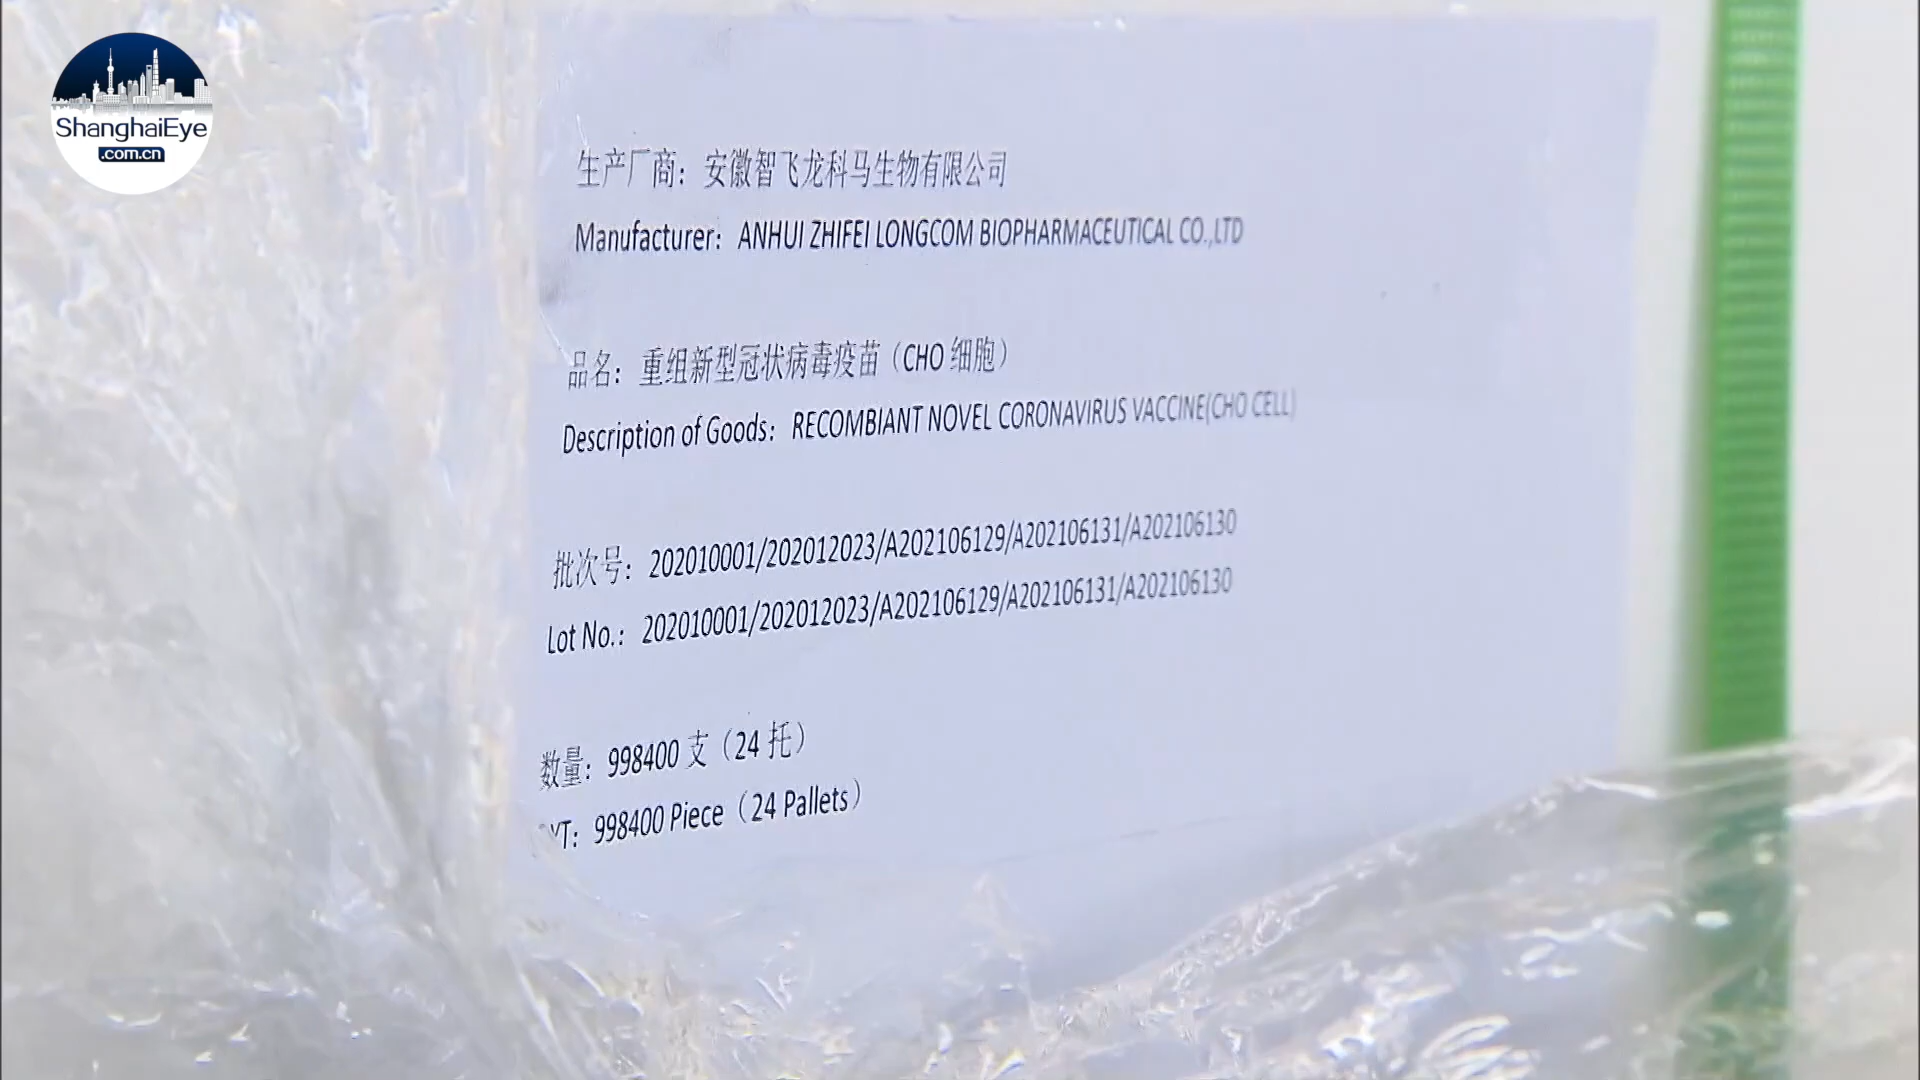 ShanghaiEye
.com.cn
生产厂商：安徽智飞龙科马生物有限公司
Manufacturer: ANHUI ZHIFEI LONGCOM BIOPHARMACEUTICAL CO.,LTD
品名：重组新型冠状病毒疫苗（CHO 细胞）
Description of Goods: RECOMBIANT NOVEL CORONAVIRUS VACCINE(CHO CELL)
批次号：202010001/202012023/A202106129/A202106131/A202106130
Lot No.: 202010001/202012023/A202106129/A202106131/A202106130
数量：998400 支（24 托）
998400 Piece（24 Pallets）